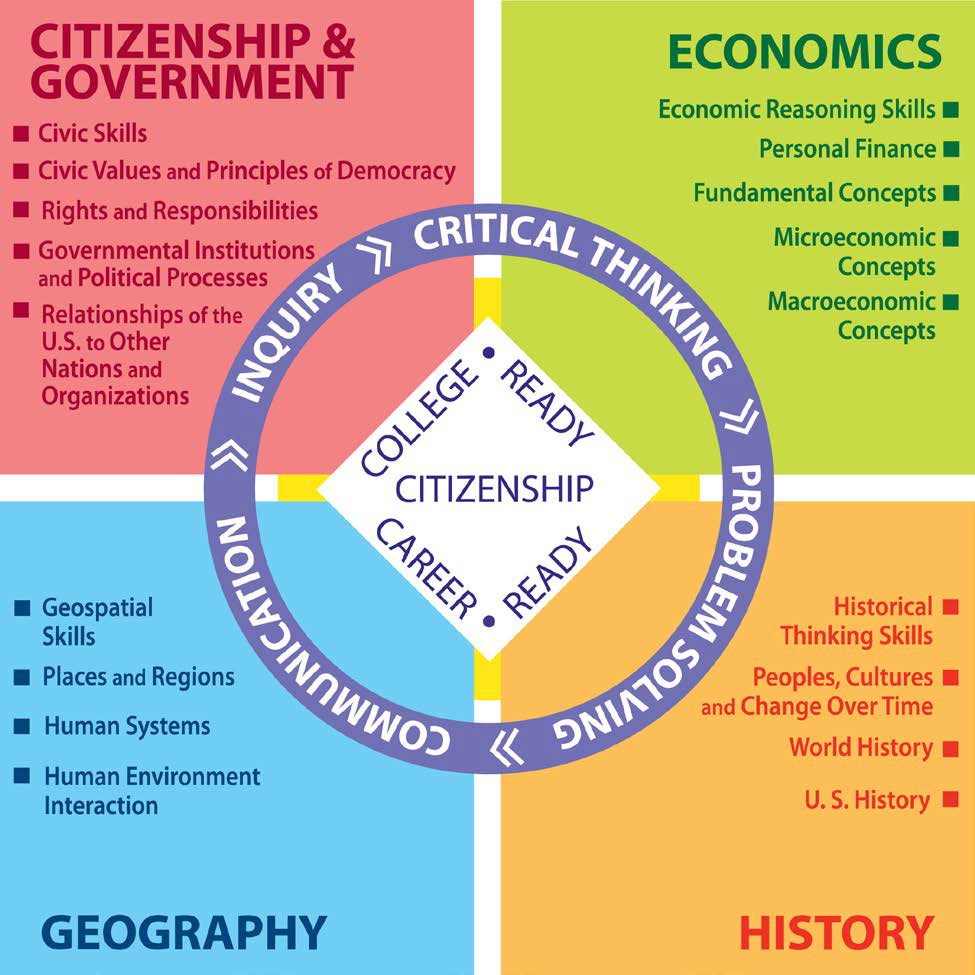 CITIZENSHIP &
GOVERNMENT
■ Civic Skills
■ Civic Values and Principles of Democracy
■ Rights and Responsibilities
■ Governmental Institutions
and Political Processes
■ Relationships of the
U.S. to Other
Nations and
Organizations
ECONOMICS
Economic Reasoning Skills ■
Personal Finance ■
Fundamental Concepts ■
Microeconomic ■
Concepts
Macroeconomic ■
Concepts
INQUIRY »
CRITICAL THINKING »
PROBLEM SOLVING »
COMMUNICATION »
COLLEGE • READY
CITIZENSHIP
CAREER • READY
■ Geospatial
Skills
■ Places and Regions
■ Human Systems
■ Human Environment
Interaction
GEOGRAPHY
Historical ■
Thinking Skills
Peoples, Cultures ■
and Change Over Time
World History ■
U. S. History ■
HISTORY